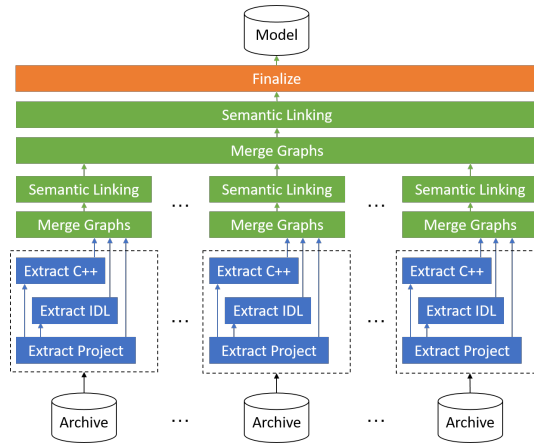 Model
Finalize
Semantic Linking
Merge Graphs
Semantic Linking ... Semantic Linking ... Semantic Linking
Merge Graphs Merge Graphs Merge Graphs
Extract C++ Extract C++ Extract C++
Extract IDL ... Extract IDL ... Extract IDL
Extract Project Extract Project Extract Project
Archive ... Archive ... Archive